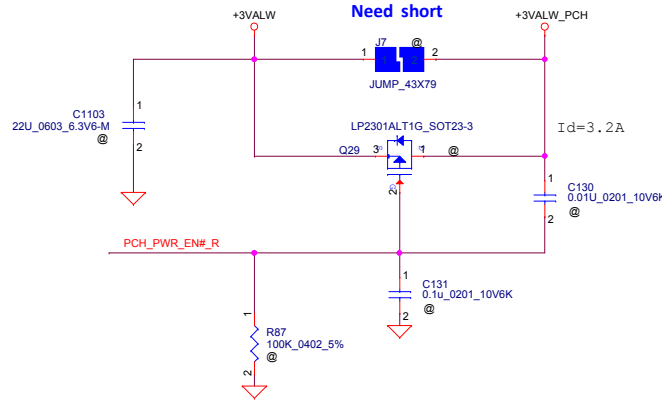 Need short
+3VALW
+3VALW_PCH
J7
@
1
1
2
2
JUMP_43X79
C1103
22U_0603_6.3V6-M
@
1
2
LP2301ALT1G_SOT23-3
Q29
3
1
@
2
Id=3.2A
C130
0.01U_0201_10V6K
@
1
2
PCH_PWR_EN#_R
C131
0.1u_0201_10V6K
@
1
2
R87
100K_0402_5%
@
1
2